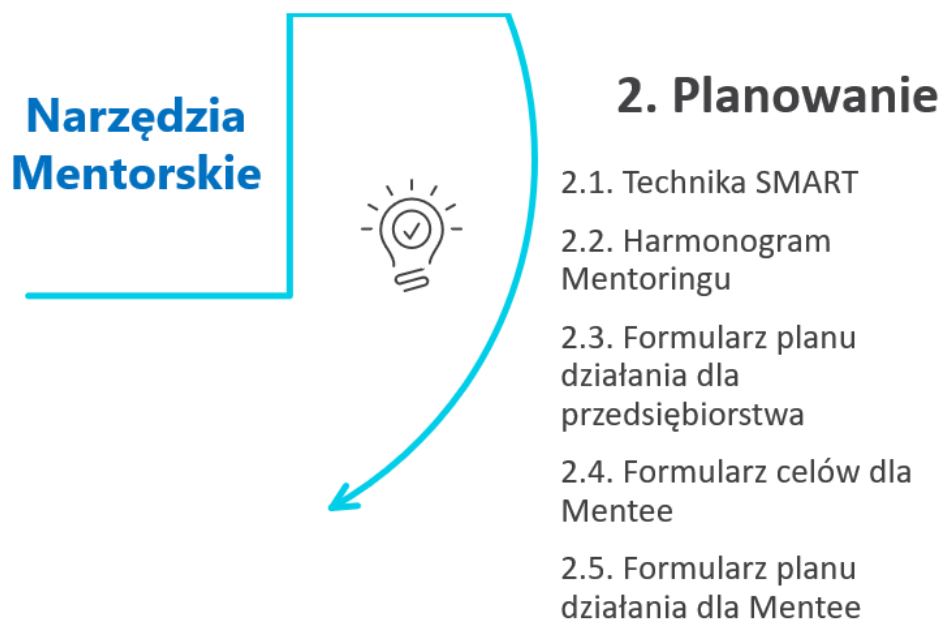 Narzędzia
Mentorskie
2. Planowanie
2.1. Technika SMART
2.2. Harmonogram
Mentoringu
2.3. Formularz planu
działania dla
przedsiębiorstwa
2.4. Formularz celów dla
Mentee
2.5. Formularz planu
działania dla Mentee